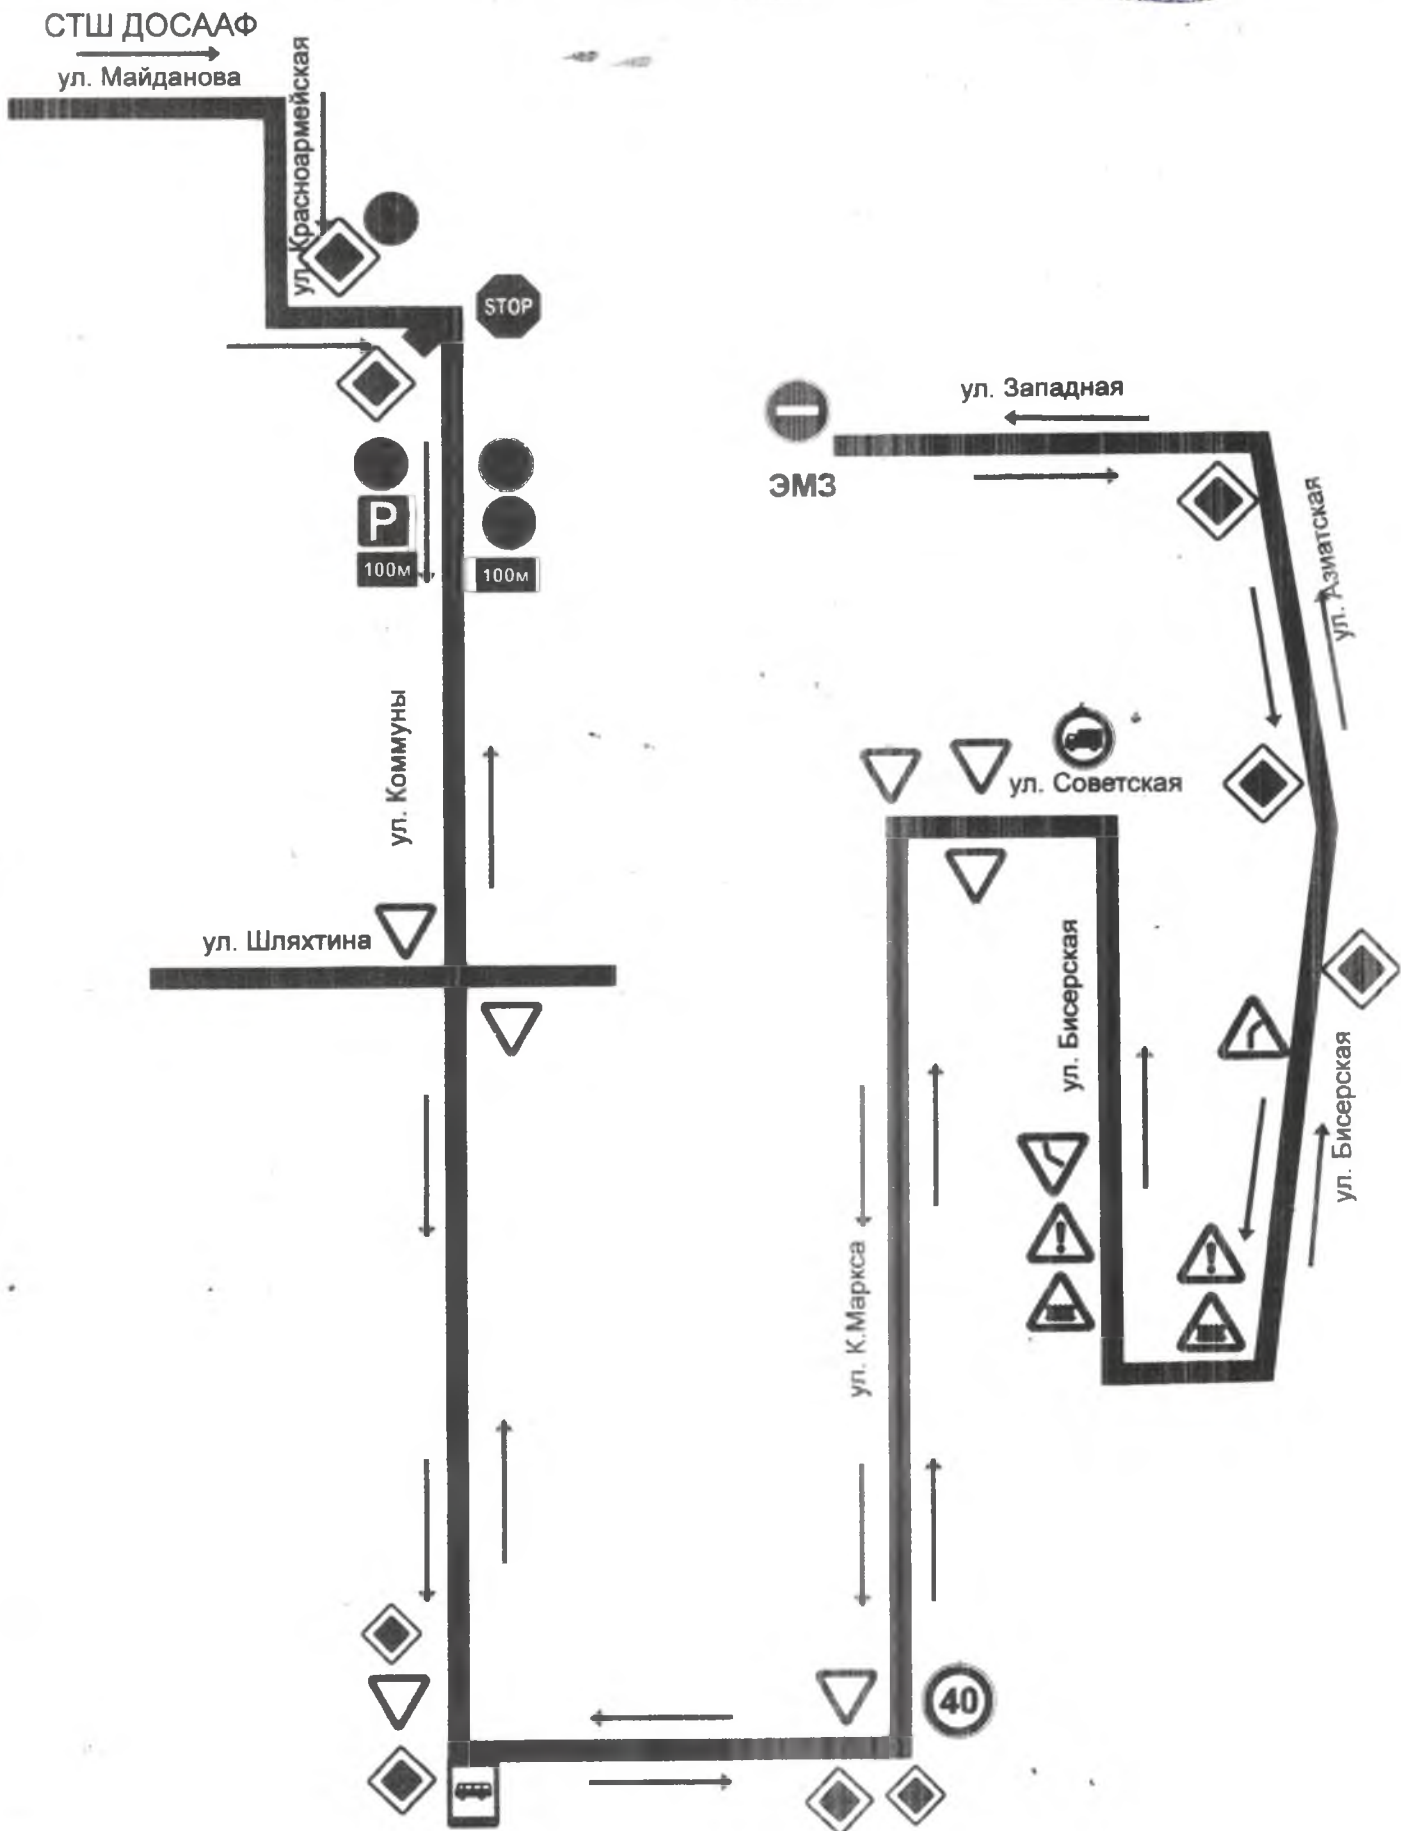 СТШ ДОСААФ
ул. Майданова
ул. Красноармейская
STOP
ул. Западная
ЭМЗ
P
100м
100м
ул. Азиатская
ул. Коммуны
ул. Советская
ул. Шляхтина
ул. Бисерская
ул. Бисерская
ул. К.Маркса
40